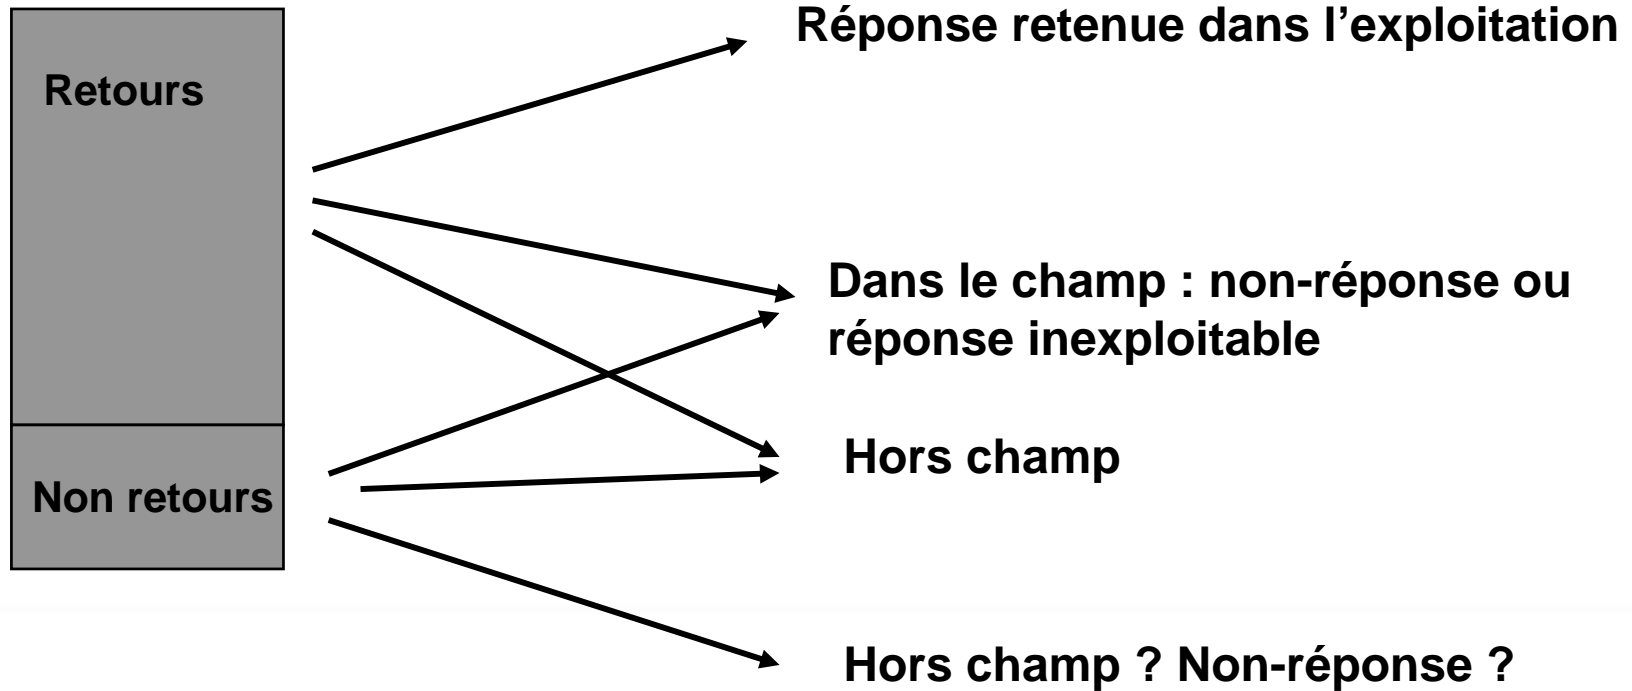 Réponse retenue dans l’exploitation
Retours
Dans le champ : non-réponse ou
réponse inexploitable
Hors champ
Non retours
Hors champ ? Non-réponse ?